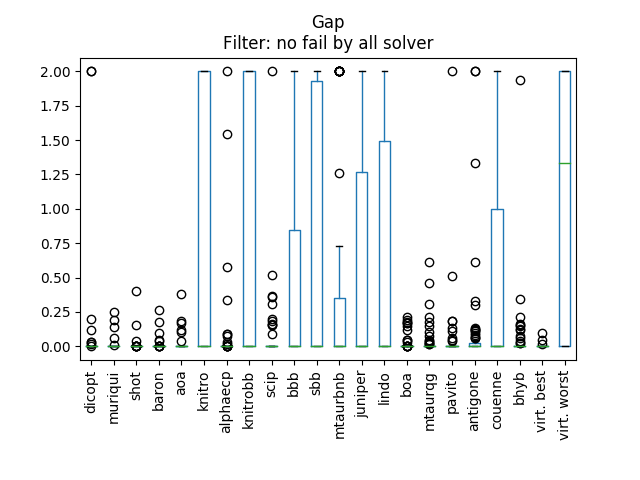 Gap
Filter: no fail by all solver
2.00
1.75
1.50
1.25
1.00
0.75
0.50
0.25
0.00
dicopt
muriqui
shot
baron
aoa
knitro
alphaecp
knitrobb
scip
bbb
sbb
mtaurbnb
juniper
lindo
boa
mtaurqg
pavito
antigone
couenne
bhyb
virt. best
virt. worst